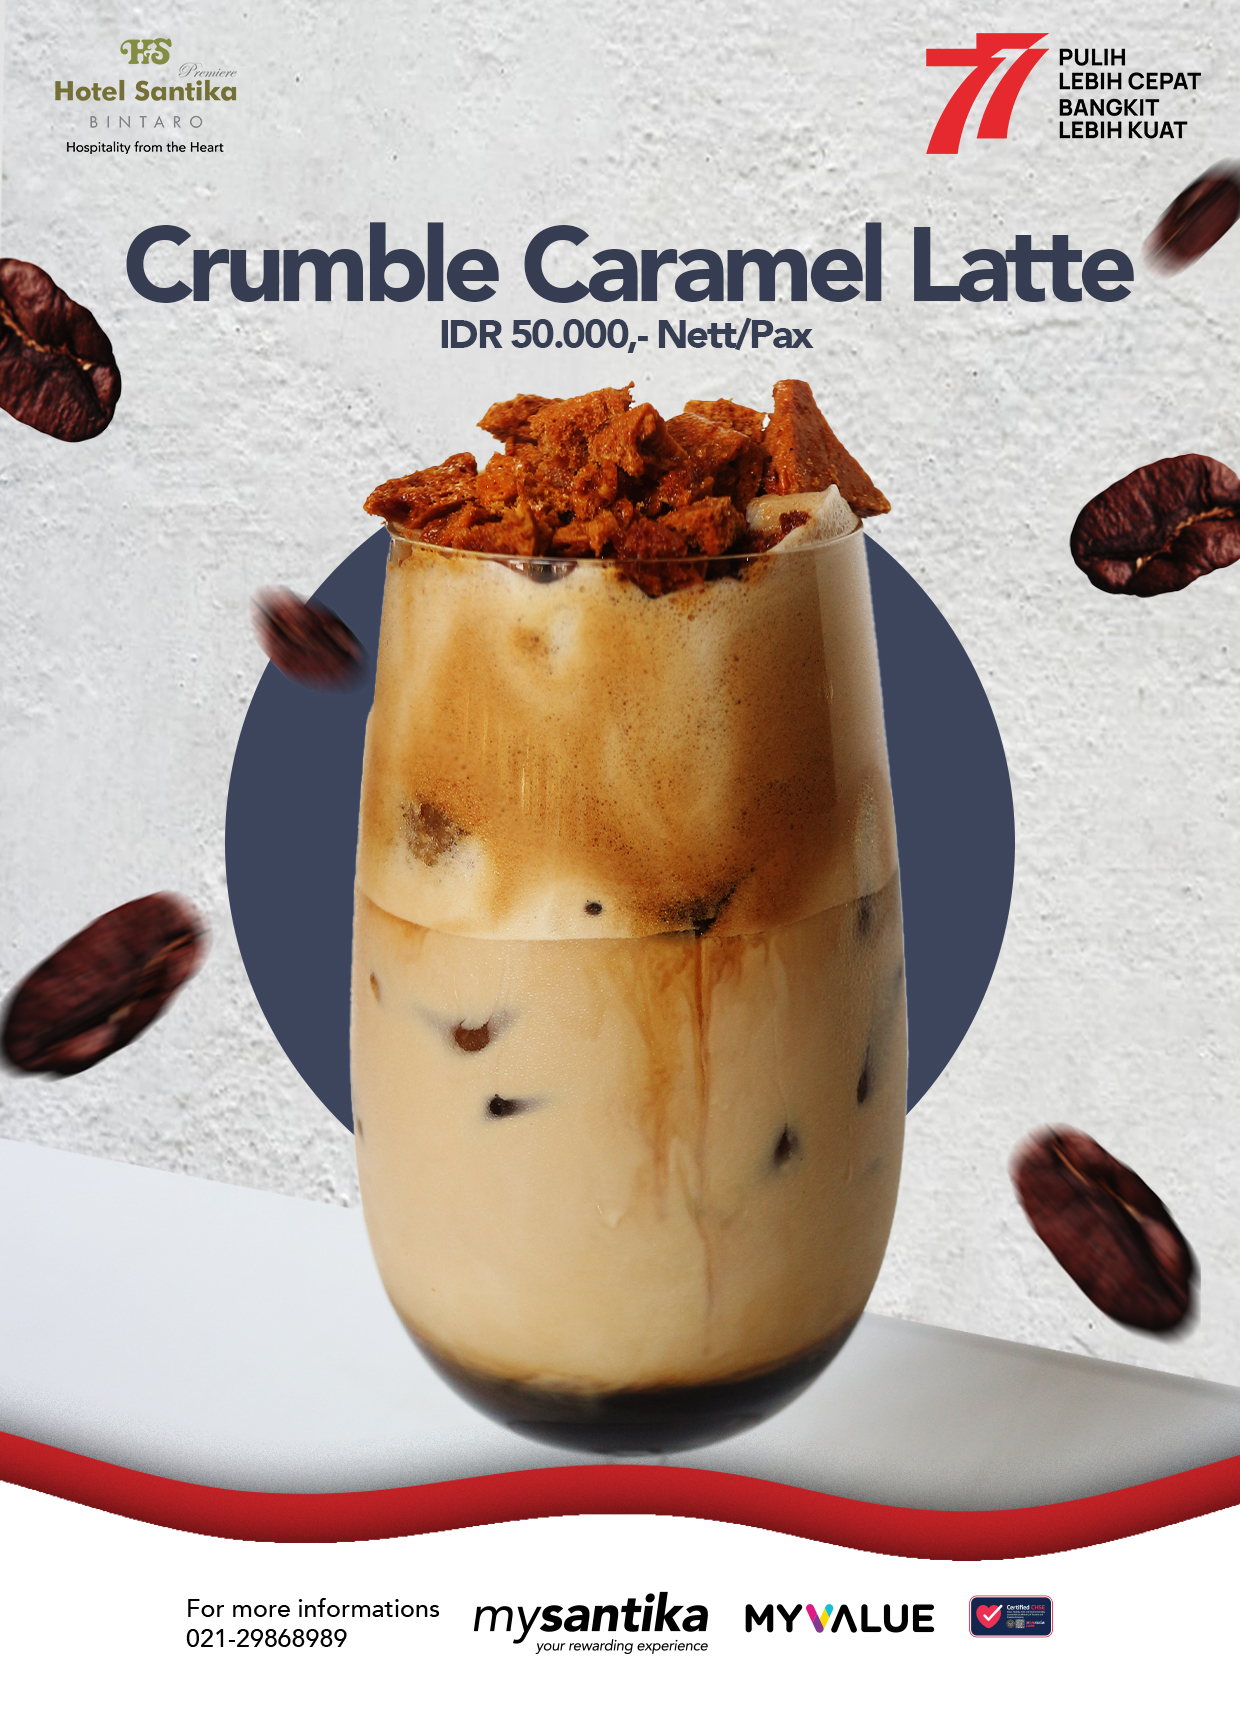 HS
Premiere
Hotel Santika
BINTARO
Hospitality from the Heart
77
PULIH
LEBIH CEPAT
BANGKIT
LEBIH KUAT
Crumble Caramel Latte
IDR 50.000,- Nett/Pax
For more informations
021-29868989
mysantika
your rewarding experience
MYVALUE
Certified CHSE